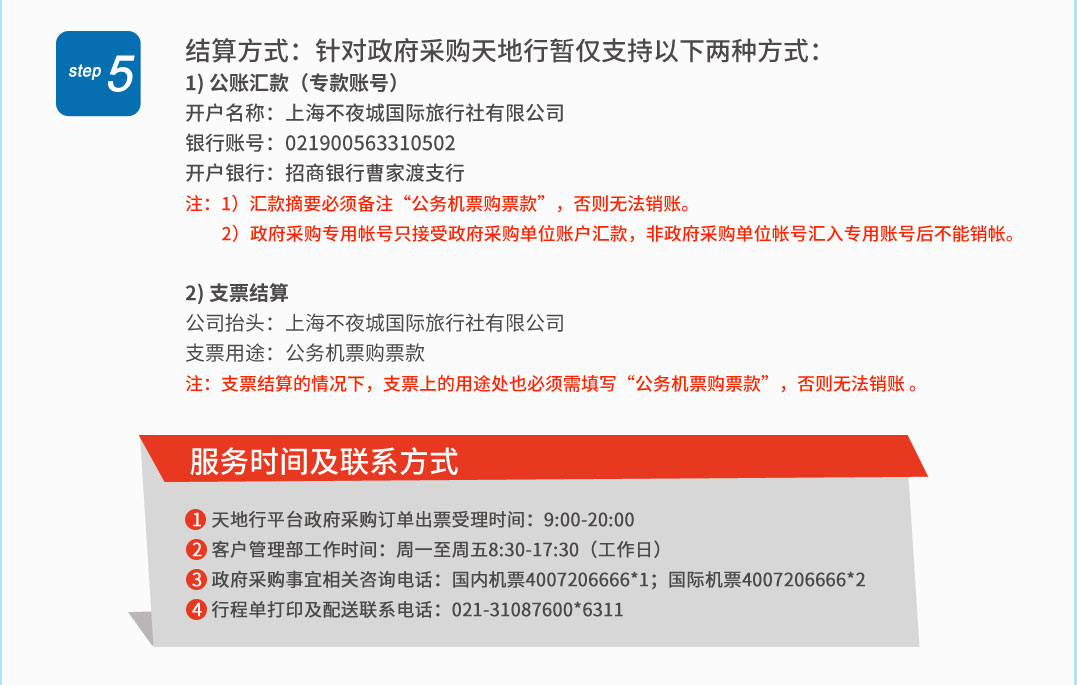 step 5
结算方式：针对政府采购天地行暂仅支持以下两种方式：
1) 公账汇款（专款账号）
开户名称：上海不夜城国际旅行社有限公司
银行账号：021900563310502
开户银行：招商银行曹家渡支行
注：1）汇款摘要必须备注“公务机票购票款”，否则无法销账。
2）政府采购专用帐号只接受政府采购单位账户汇款，非政府采购单位帐号汇入专用账号后不能销帐。
2) 支票结算
公司抬头：上海不夜城国际旅行社有限公司
支票用途：公务机票购票款
注：支票结算的情况下，支票上的用途处也必须需填写“公务机票购票款”，否则无法销账 。
服务时间及联系方式
1 天地行平台政府采购订单出票受理时间：9:00-20:00
2 客户管理部工作时间：周一至周五8:30-17:30（工作日）
3 政府采购事宜相关咨询电话：国内机票4007206666*1；国际机票4007206666*2
4 行程单打印及配送联系电话：021-31087600*6311